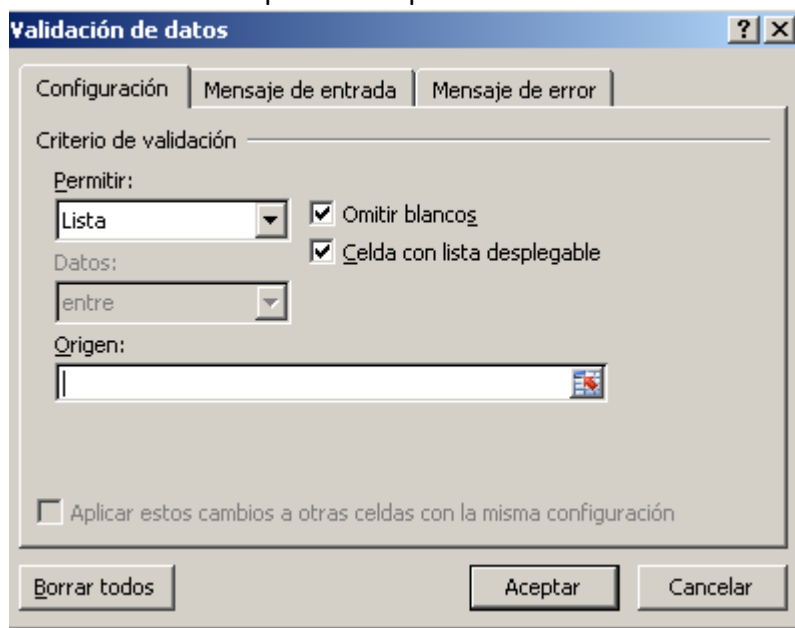 Validación de datos
Configuración Mensaje de entrada Mensaje de error
Criterio de validación
Permitir:
Lista
Omitir blancos
Celda con lista desplegable
Datos:
entre
Origen:
Aplicar estos cambios a otras celdas con la misma configuración
Borrar todos Aceptar Cancelar